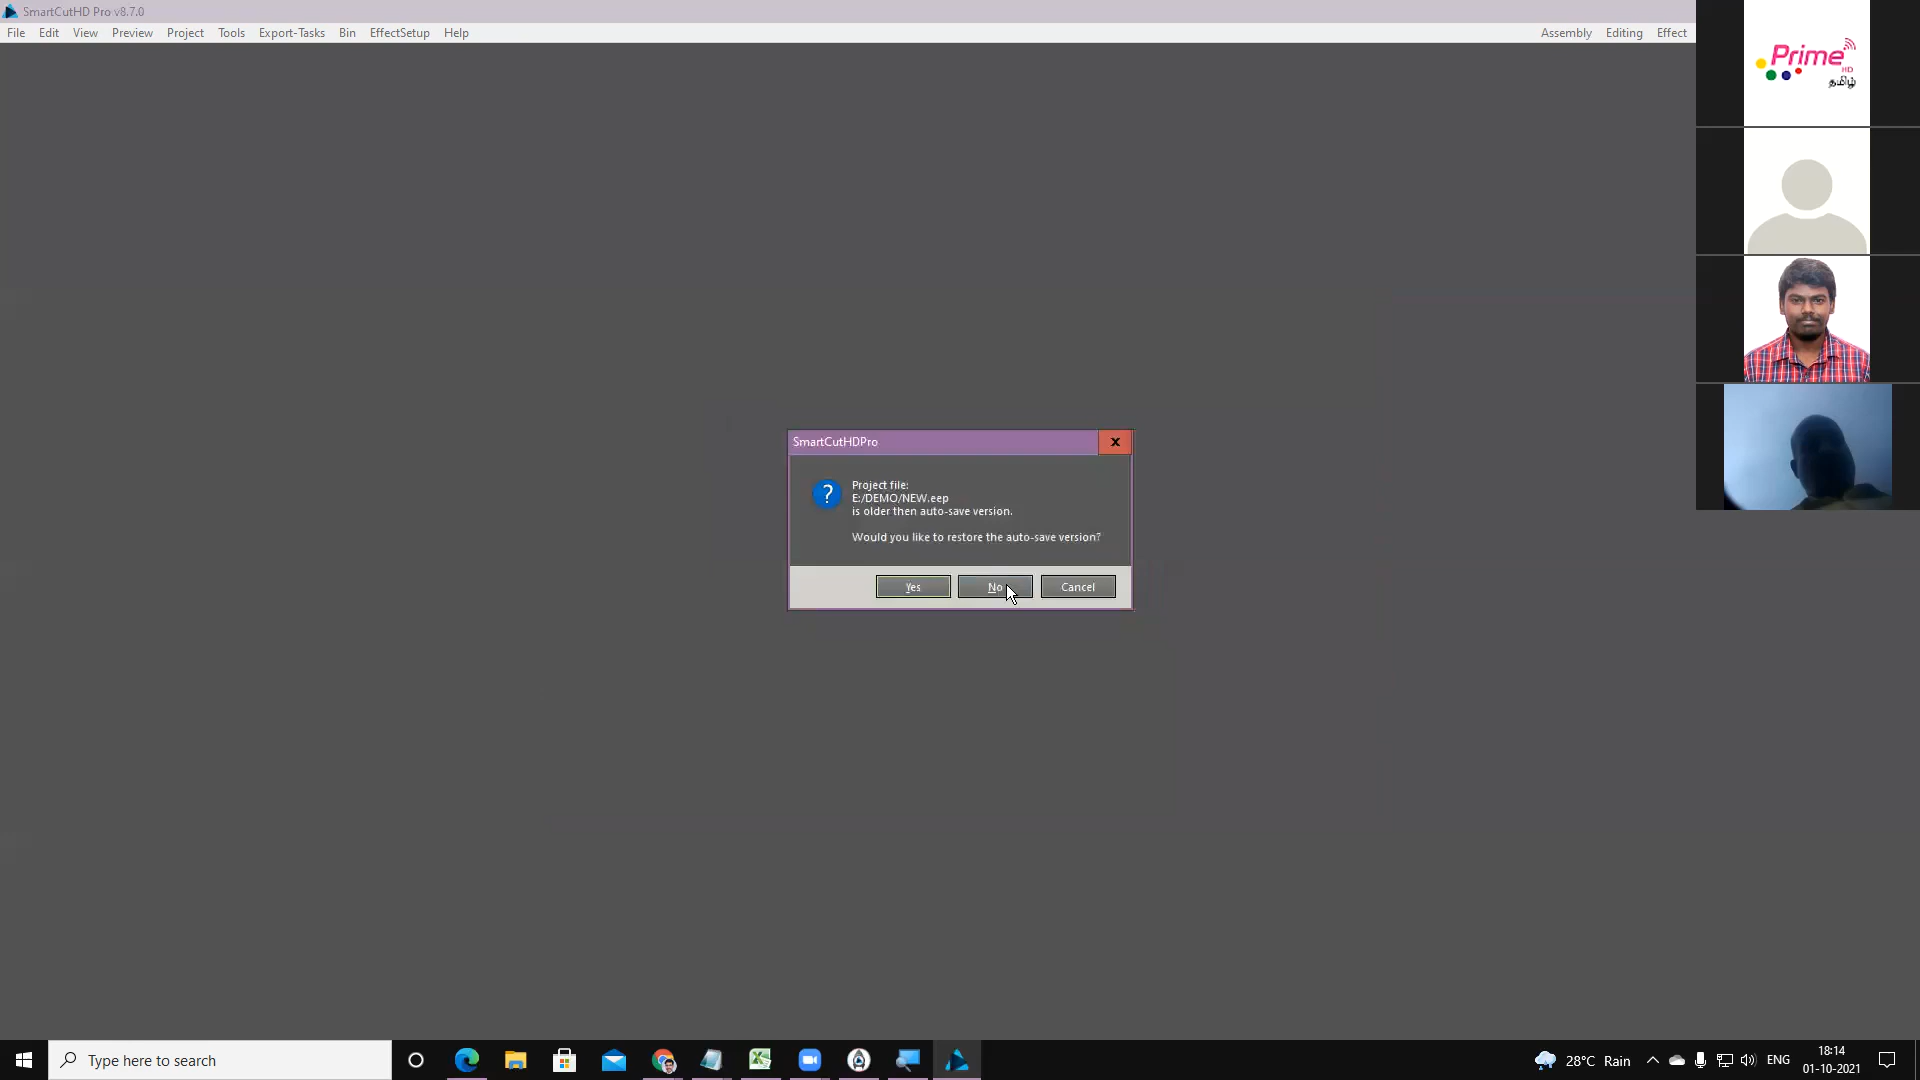 SmartCutHD Pro v8.7.0
File Edit View Preview Project Tools Export-Tasks Bin EffectSetup Help
Assembly Editing Effect
Prime
HD
தமிழ்
SmartCutHDPro
x
?
Project file:
E:/DEMO/NEW.eep
is older then auto-save version.
Would you like to restore the auto-save version?
Yes No Cancel
Type here to search
28°C Rain
ENG
18:14
01-10-2021